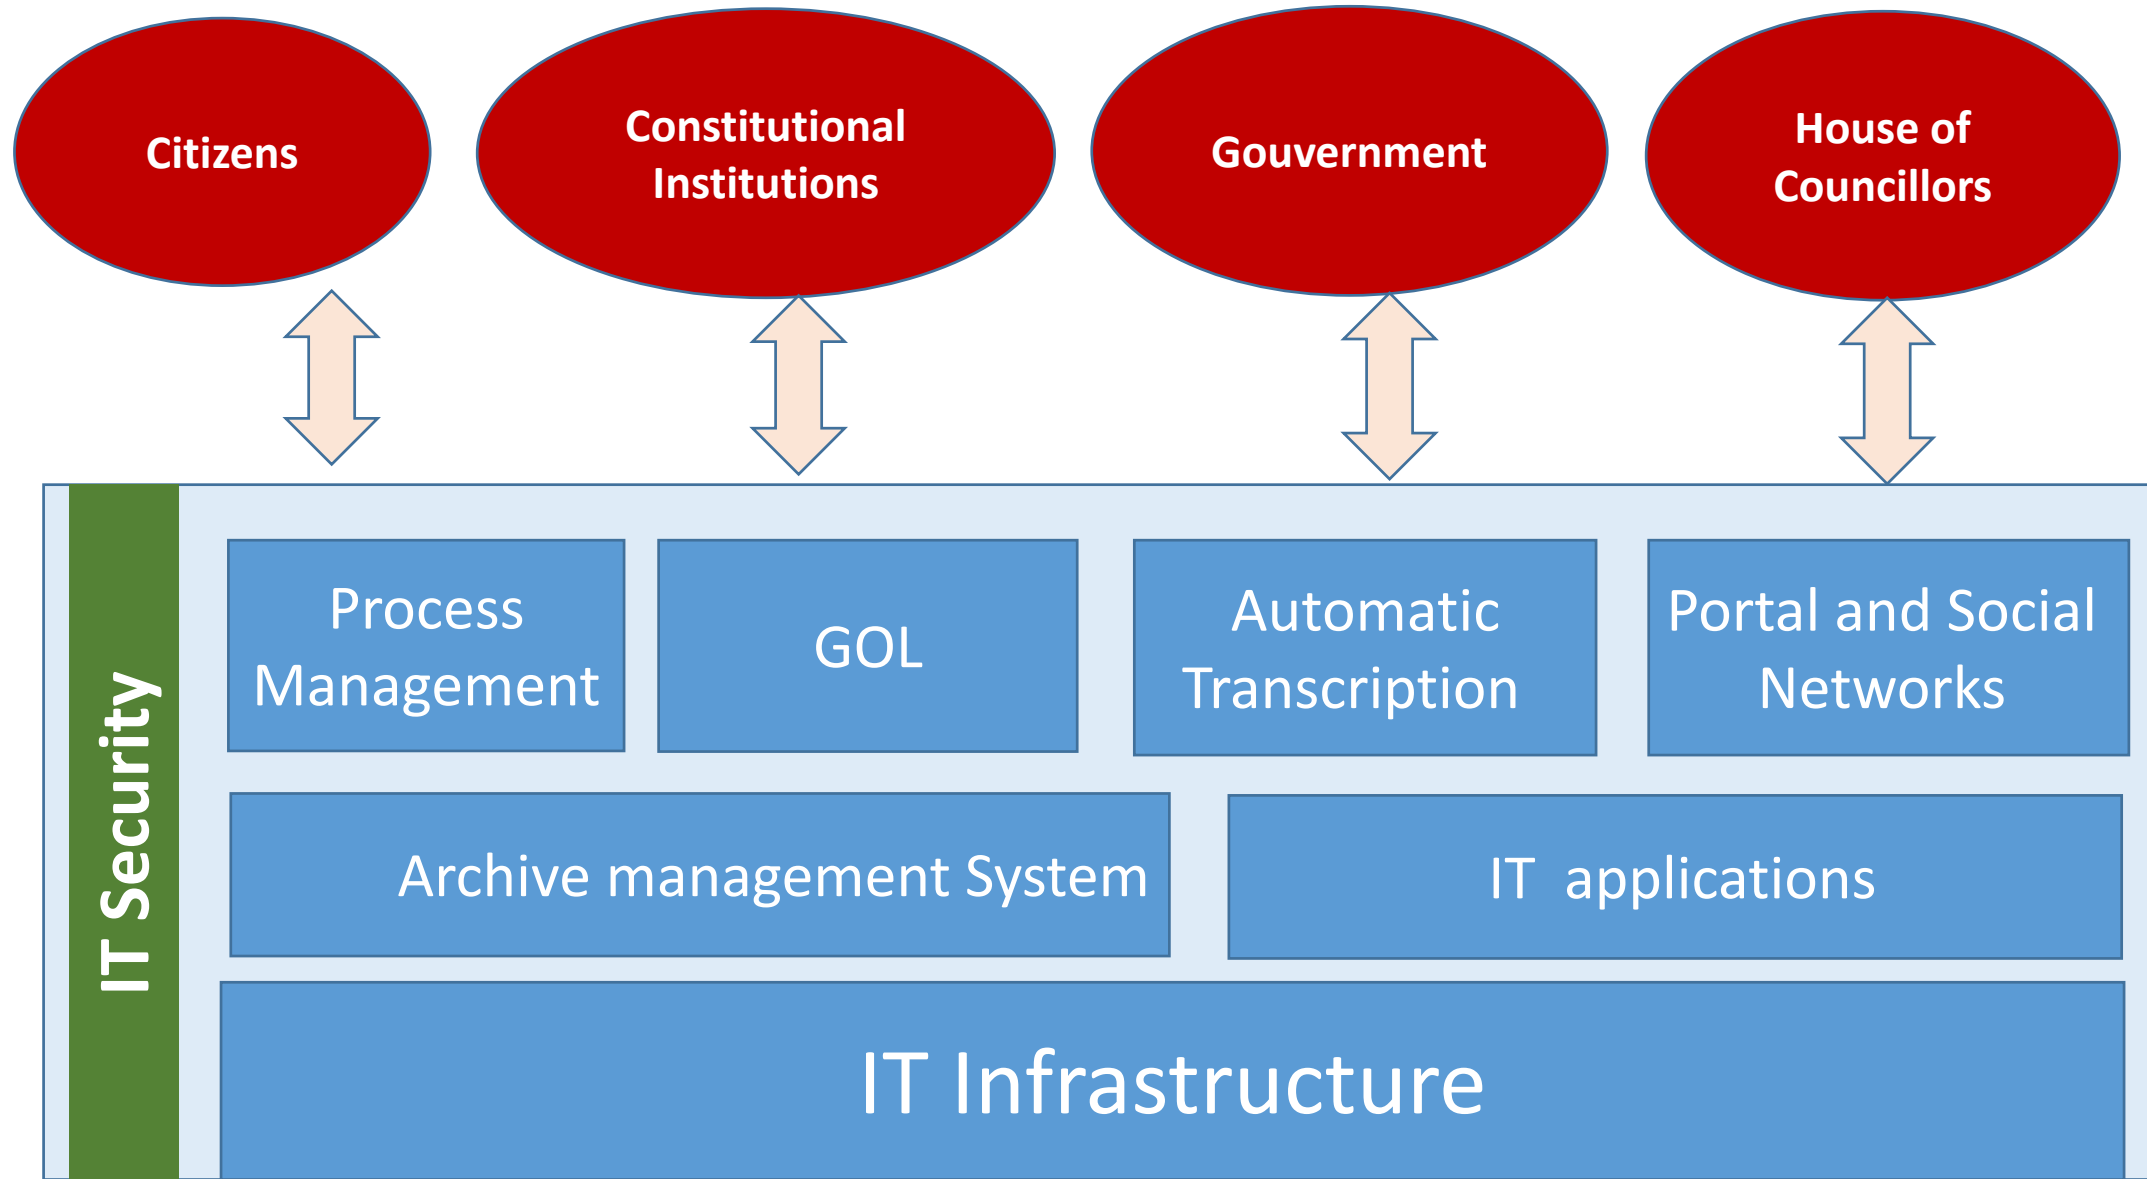 Citizens
Constitutional
Institutions
Gouvernment
House of
Councillors
IT Security
Process
Management
GOL
Automatic
Transcription
Portal and Social
Networks
Archive management System
IT  applications
IT Infrastructure